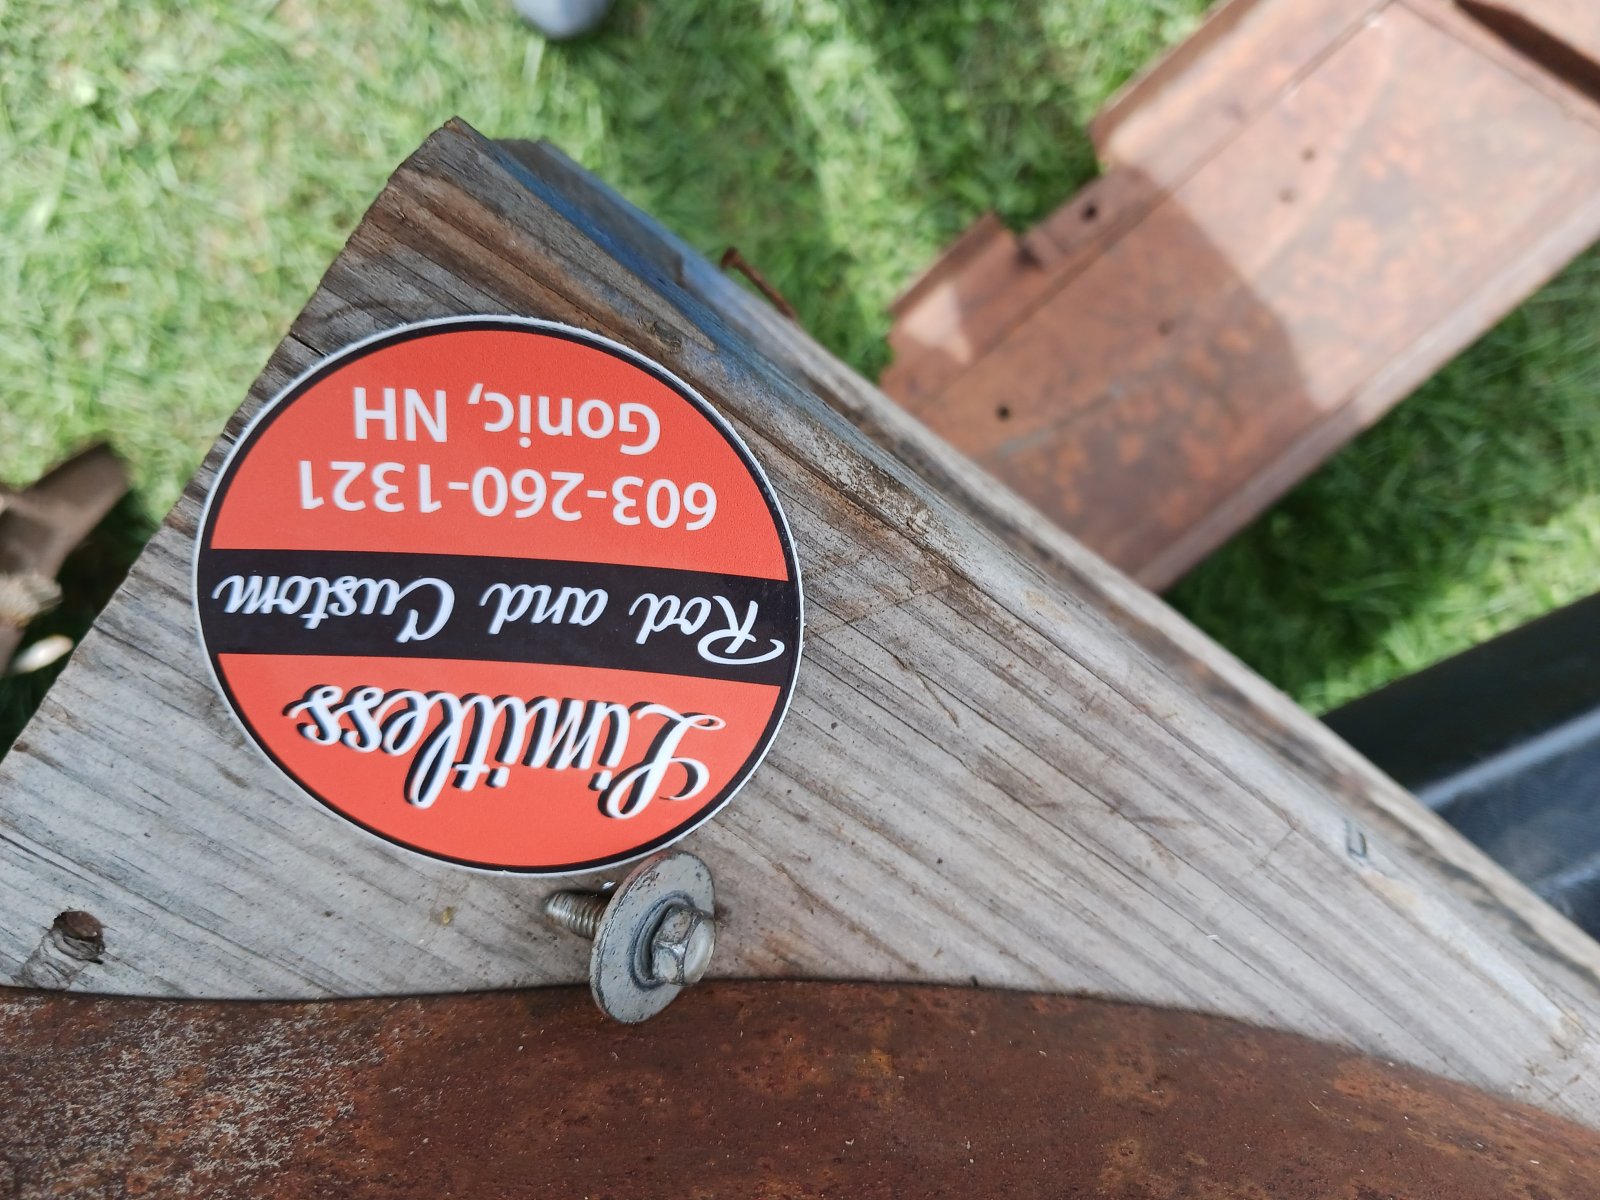 Limitless
Rod and Custom
603-260-1321
Gonic, NH